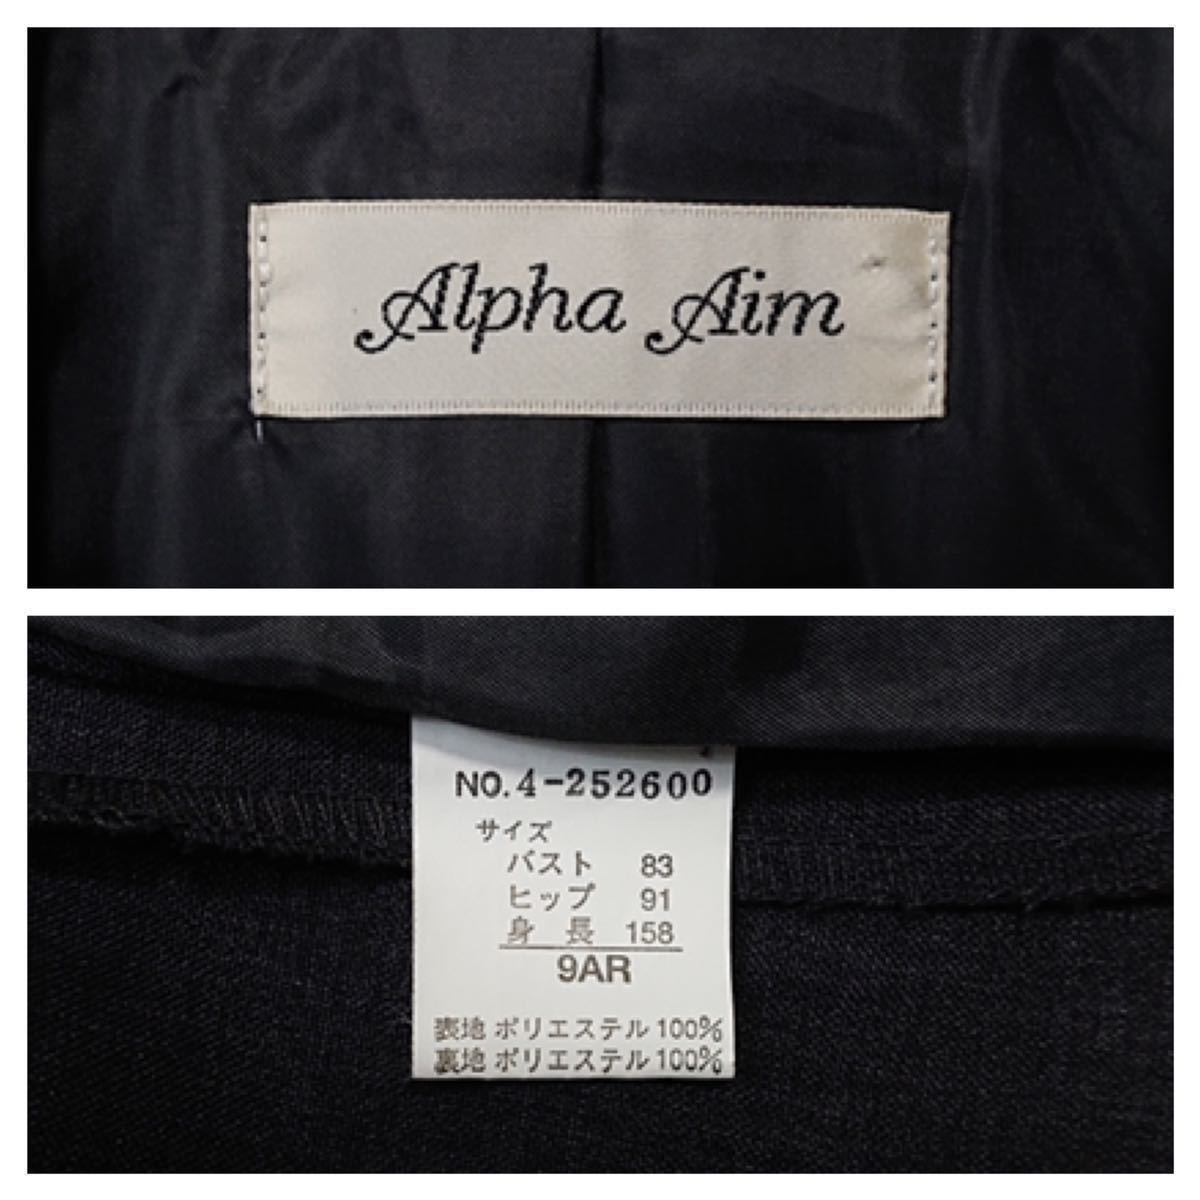 Alpha Aim
NO.4-252600
サイズ
バスト 83
ヒップ 91
身長 158
9AR
表地 ポリエステル 100%
裏地 ポリエステル 100%